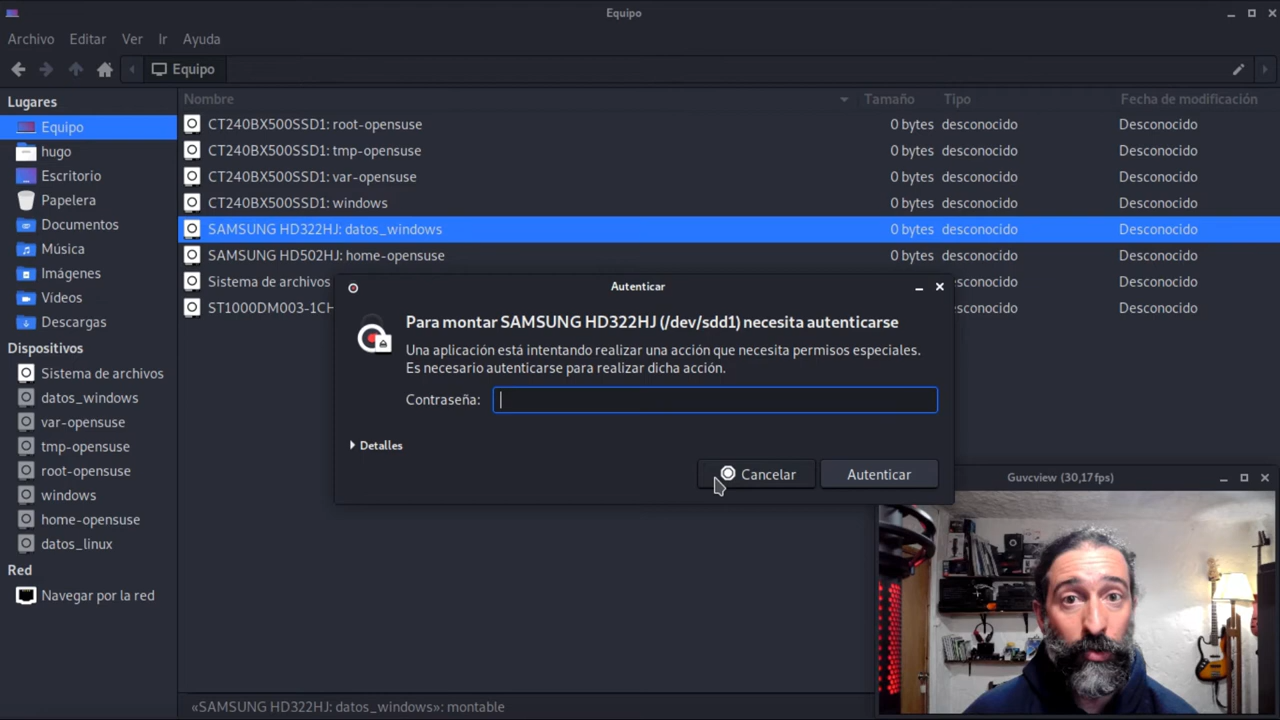 Equipo
Archivo Editar Ver Ir Ayuda
Equipo
Lugares
Equipo
hugo
Escritorio
Papelera
Documentos
Música
Imágenes
Vídeos
Descargas
Dispositivos
Sistema de archivos
datos_windows
var-opensuse
tmp-opensuse
root-opensuse
windows
home-opensuse
datos_linux
Red
Navegar por la red
Nombre Tamaño Tipo Fecha de modificación
CT240BX500SSD1: root-opensuse 0 bytes desconocido Desconocido
CT240BX500SSD1: tmp-opensuse 0 bytes desconocido Desconocido
CT240BX500SSD1: var-opensuse 0 bytes desconocido Desconocido
CT240BX500SSD1: windows 0 bytes desconocido Desconocido
SAMSUNG HD322HJ: datos_windows 0 bytes desconocido Desconocido
SAMSUNG HD502HJ: home-opensuse 0 bytes desconocido Desconocido
Sistema de archivos desconocido Desconocido
ST1000DM003-1CH desconocido Desconocido
Autenticar
Para montar SAMSUNG HD322HJ (/dev/sdd1) necesita autenticarse
Una aplicación está intentando realizar una acción que necesita permisos especiales.
Es necesario autenticarse para realizar dicha acción.
Contraseña:
Detalles
Cancelar Autenticar
Guvcview (30,17fps)
«SAMSUNG HD322HJ: datos_windows»: montable